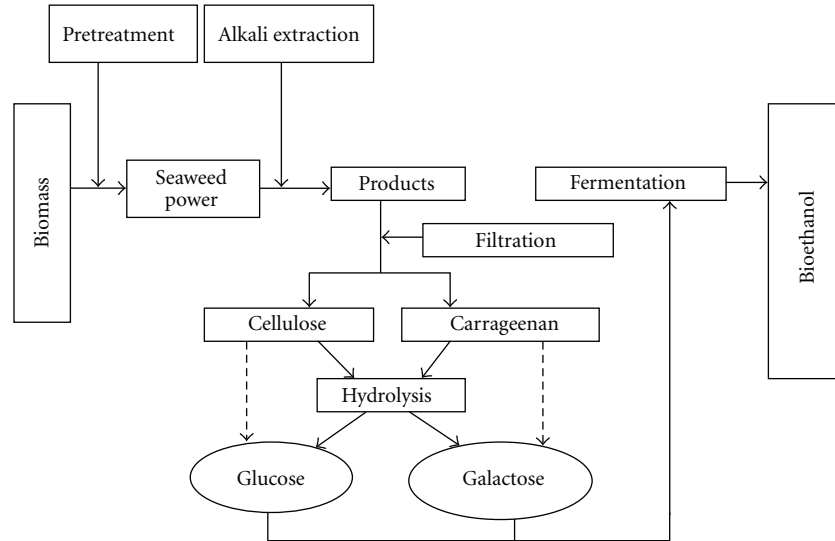 Pretreatment
Alkali extraction
Biomass
Seaweed
power
Products
Fermentation
Bioethanol
Filtration
Cellulose
Carrageenan
Hydrolysis
Glucose
Galactose